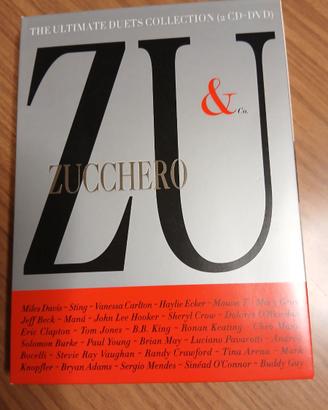 THE ULTIMATE DUETS COLLECTION (2 CD+DVD)
ZU
& Co.
ZUCCHERO
Miles Davis - Sting - Vanessa Carlton - Haylie Ecker - Mousse T - Macy Gray
Jeff Beck - Manà - John Lee Hooker - Sheryl Crow - Dolores O'Riordan
Eric Clapton - Tom Jones - B.B. King - Ronan Keating - Cheb Mami
Solomon Burke - Paul Young - Brian May - Luciano Pavarotti - Andrea
Bocelli - Stevie Ray Vaughan - Randy Crawford - Tina Arena - Mark
Knopfler - Bryan Adams - Sergio Mendes - Sinéad O'Connor - Buddy Guy